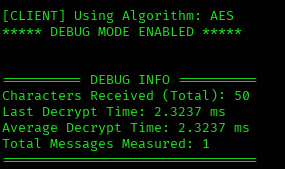 [CLIENT] Using Algorithm: AES
***** DEBUG MODE ENABLED *****
========== DEBUG INFO ==========
Characters Received (Total): 50
Last Decrypt Time: 2.3237 ms
Average Decrypt Time: 2.3237 ms
Total Messages Measured: 1
================================